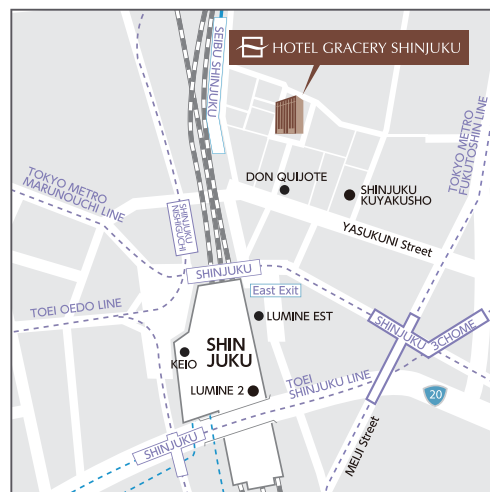 HOTEL GRACERY SHINJUKU
SEIBU SHINJUKU
TOKYO METRO
FUKUTOSHIN LINE
TOKYO METRO
MARUNOUCHI LINE
DON QUIJOTE
SHINJUKU
KUYAKUSHO
SHINJUKU
NISHIGUCHI
YASUKUNI Street
SHINJUKU
East Exit
TOEI OEDO LINE
LUMINE EST
SHINJUKU
3CHOME
SHIN
JUKU
KEIO
TOEI
SHINJUKU LINE
LUMINE 2
20
SHINJUKU
MEIJI Street